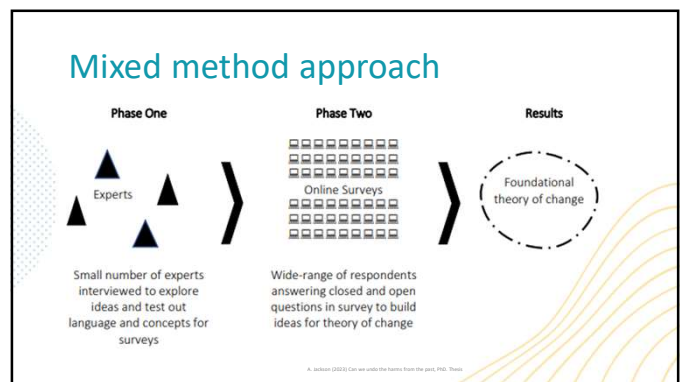 Mixed method approach
Phase One
Experts
Small number of experts
interviewed to explore
ideas and test out
language and concepts for
surveys
Phase Two
Online Surveys
Wide-range of respondents
answering closed and open
questions in survey to build
ideas for theory of change
Results
Foundational
theory of change
A. Jackson (2023) Can we undo the harms from the past, PhD. Thesis